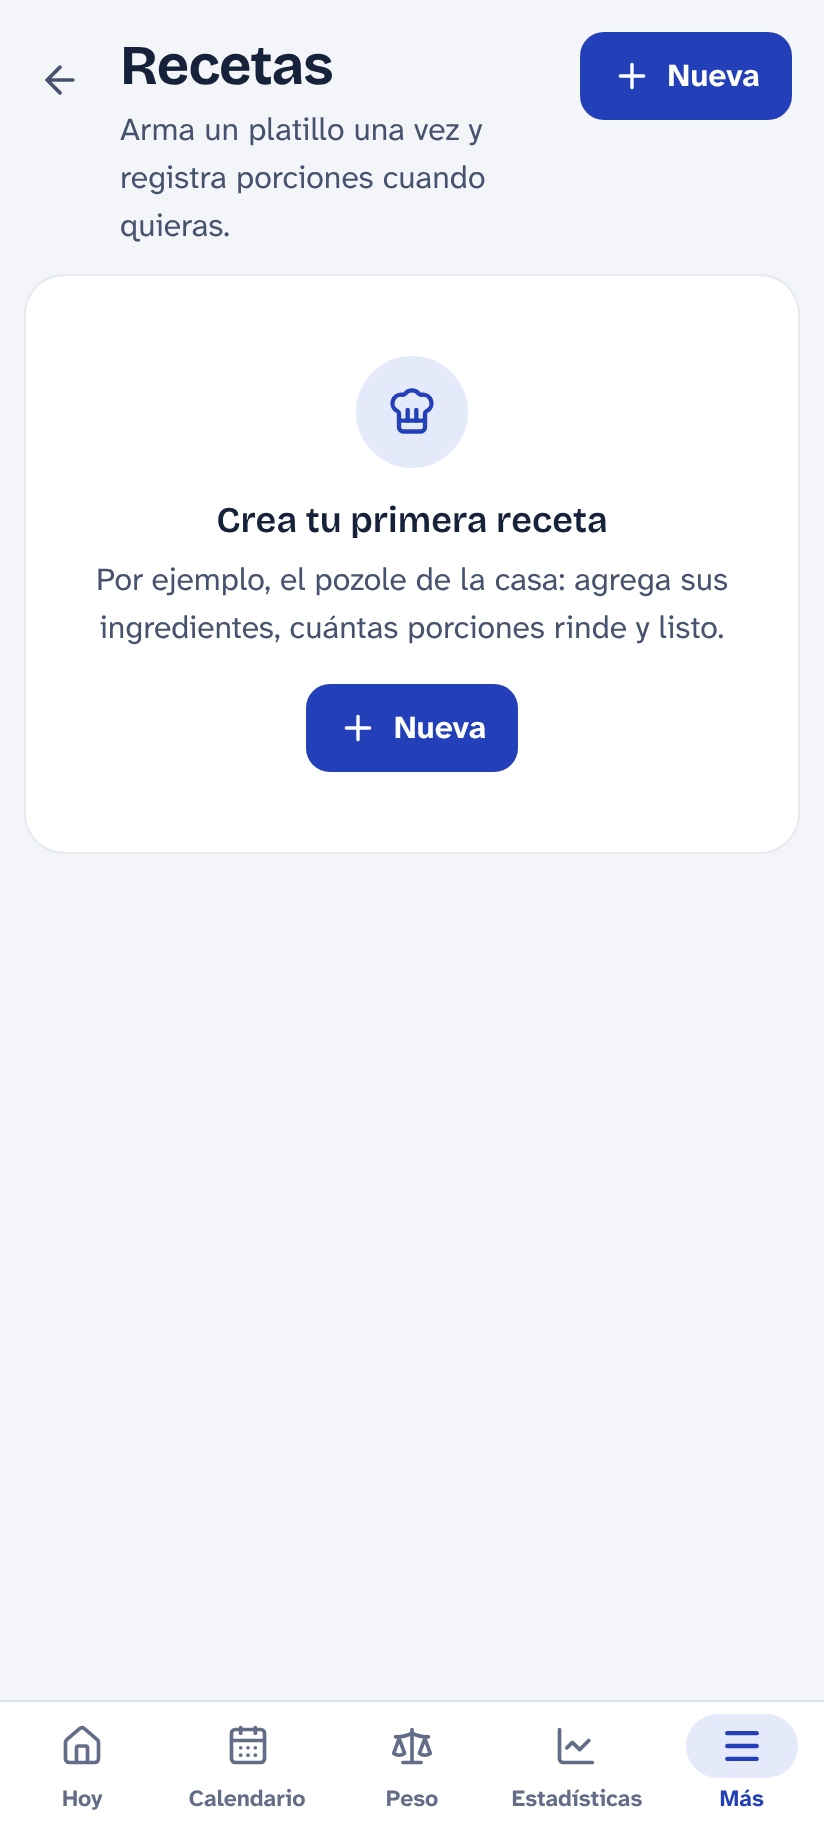 Recetas
Nueva
Arma un platillo una vez y
registra porciones cuando
quieras.
Crea tu primera receta
Por ejemplo, el pozole de la casa: agrega sus
ingredientes, cuántas porciones rinde y listo.
Nueva
Hoy
Calendario
Peso
Estadísticas
Más